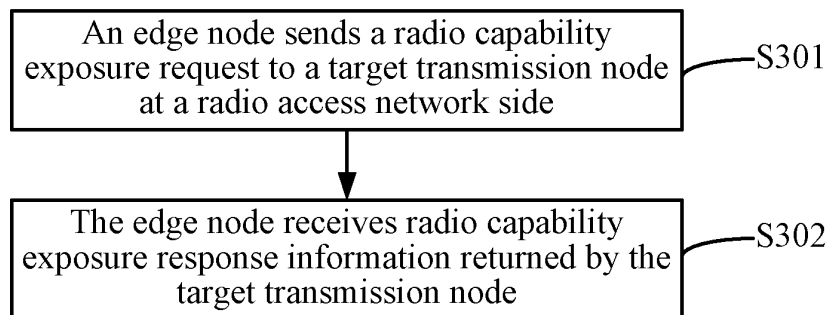 An edge node sends a radio capability
exposure request to a target transmission node
at a radio access network side
S301
The edge node receives radio capability
exposure response information returned by the
target transmission node
S302